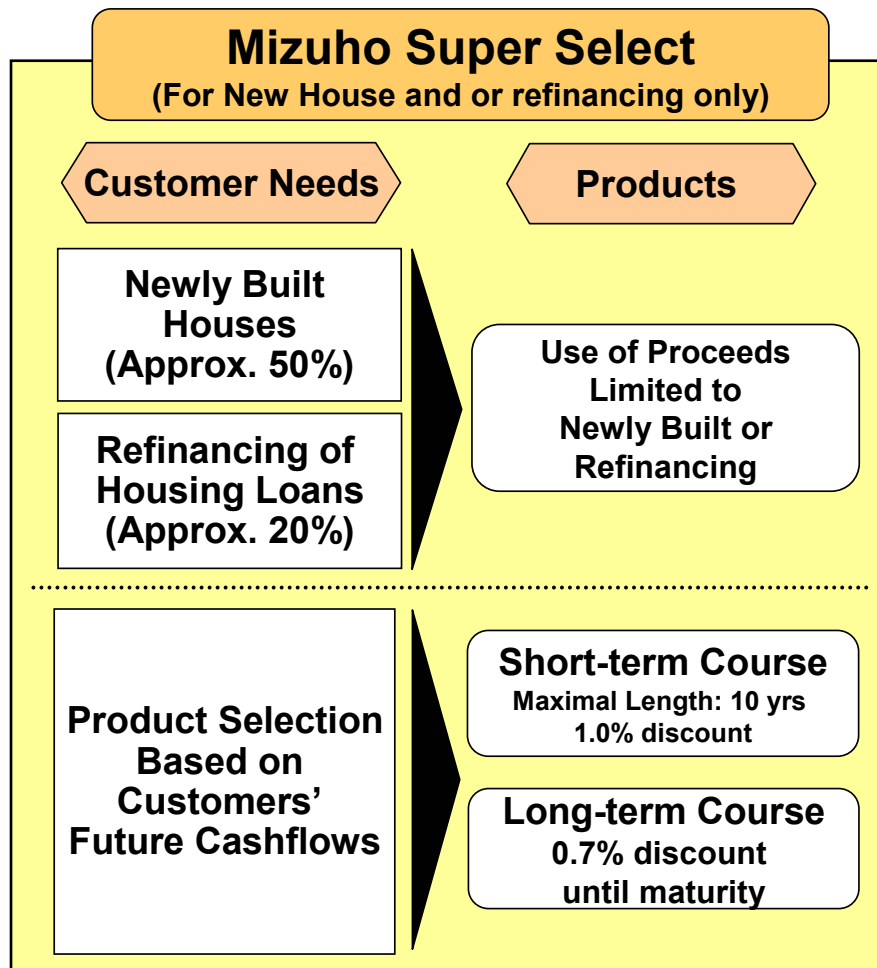 Mizuho Super Select
(For New House and or refinancing only)
Customer Needs
Products
Newly Built
Houses
(Approx. 50%)
Refinancing of
Housing Loans
(Approx. 20%)
Use of Proceeds
Limited to
Newly Built or
Refinancing
Product Selection
Based on
Customers’
Future Cashflows
Short-term Course
Maximal Length: 10 yrs
1.0% discount
Long-term Course
0.7% discount
until maturity